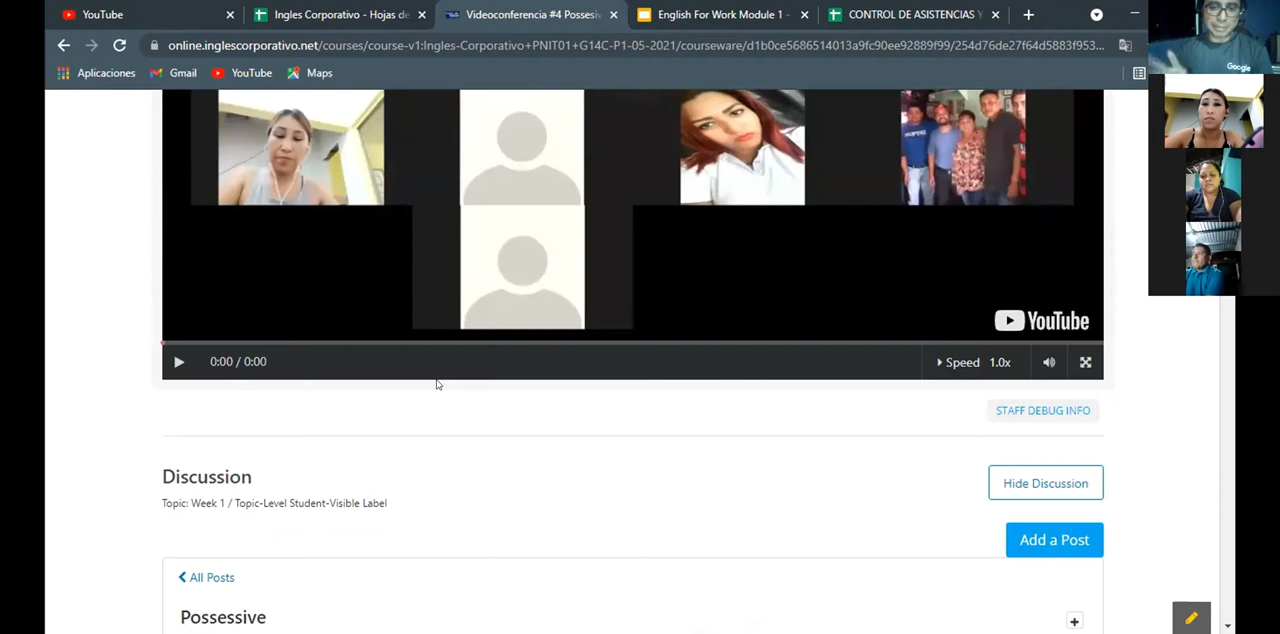 YouTube
Ingles Corporativo - Hojas de
Videoconferencia #4 Possesiv
English For Work Module 1 -
CONTROL DE ASISTENCIAS Y
online.inglescorporativo.net/courses/course-v1:Ingles-Corporativo+PNIT01+G14C-P1-05-2021/courseware/d1b0ce5686514013a9fc90ee92889f99/254d76de27f64d5883f953...
Aplicaciones
Gmail
YouTube
Maps
Google
YouTube
0:00 / 0:00
Speed 1.0x
STAFF DEBUG INFO
Discussion
Topic: Week 1 / Topic-Level Student-Visible Label
Hide Discussion
Add a Post
All Posts
Possessive